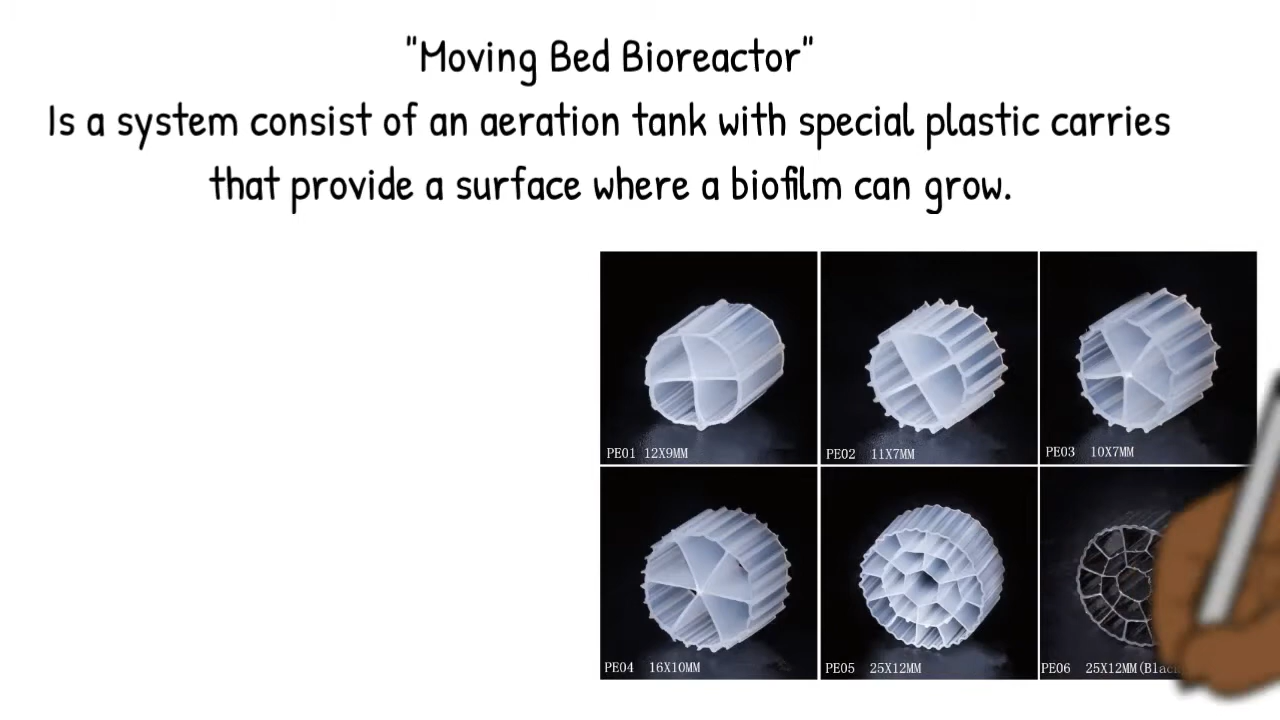 "Moving Bed Bioreactor"
Is a system consist of an aeration tank with special plastic carries
that provide a surface where a biofilm can grow.
PE01 12X9MM
PE02 11X7MM
PE03 10X7MM
PE04 16X10MM
PE05 25X12MM
PE06 25X12MM